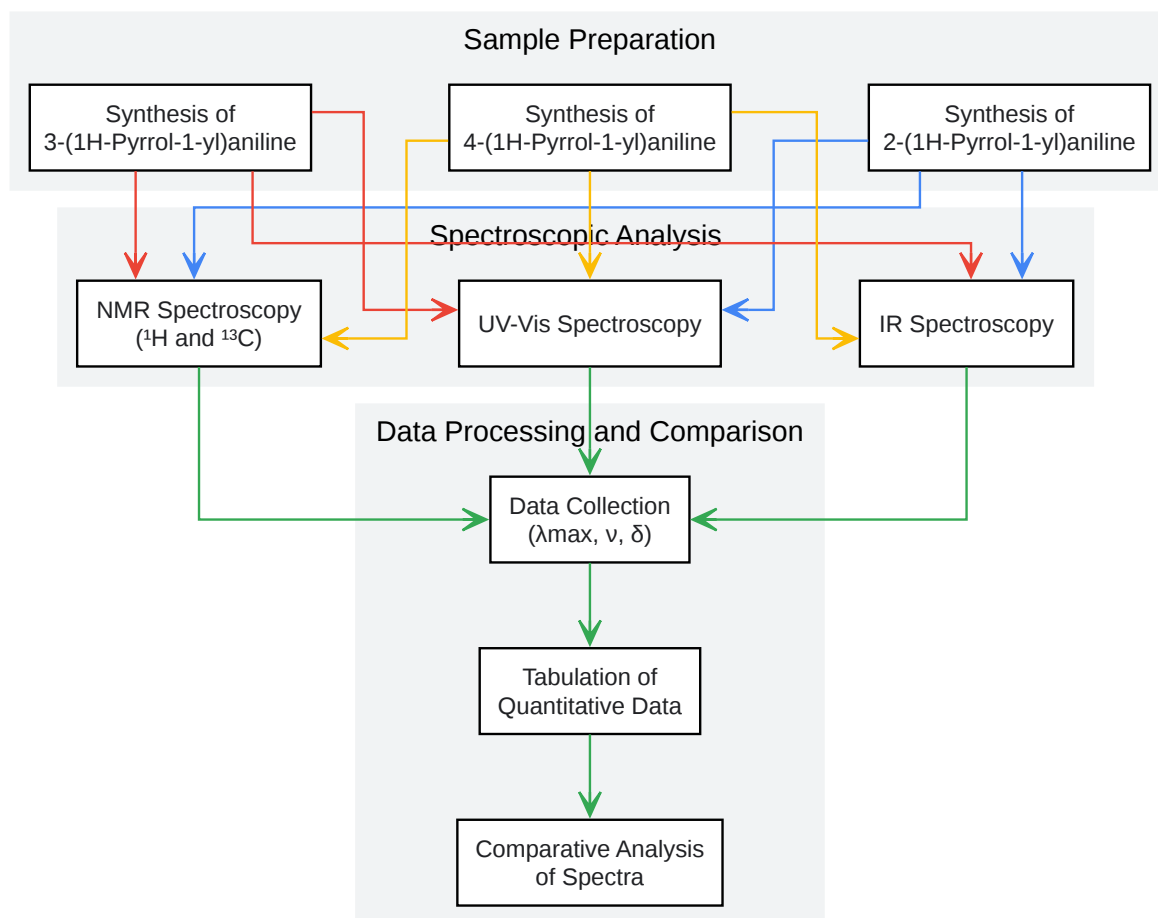 Sample Preparation
Synthesis of
3-(1H-Pyrrol-1-yl)aniline
Synthesis of
4-(1H-Pyrrol-1-yl)aniline
Synthesis of
2-(1H-Pyrrol-1-yl)aniline
Spectroscopic Analysis
NMR Spectroscopy
(¹H and ¹³C)
UV-Vis Spectroscopy
IR Spectroscopy
Data Processing and Comparison
Data Collection
(λmax, ν, δ)
Tabulation of
Quantitative Data
Comparative Analysis
of Spectra